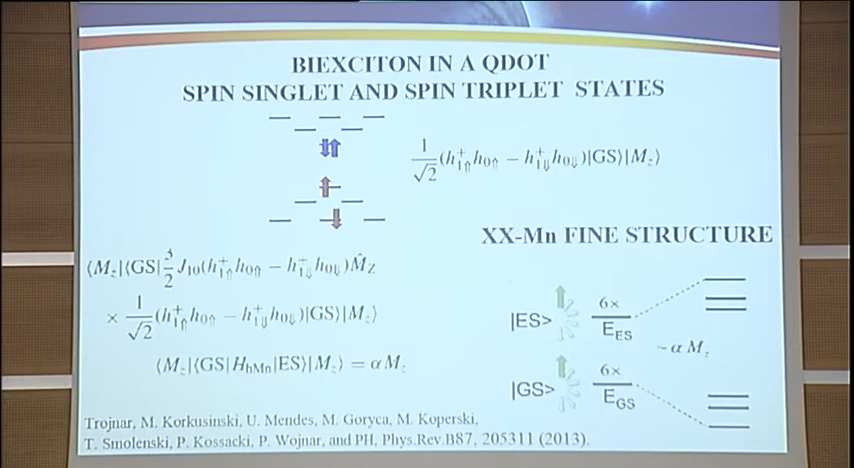 BIEXCITON IN A QDOT
SPIN SINGLET AND SPIN TRIPLET STATES
1/√2 (h⁺₁⇑h₀⇑ − h⁺₁⇓h₀⇓)|GS⟩|M_z⟩
XX-Mn FINE STRUCTURE
⟨M_z|⟨GS|3/2 J₁₀(h⁺₁⇑h₀⇑ − h⁺₁⇓h₀⇓)M̂_Z
× 1/√2 (h⁺₁⇑h₀⇑ − h⁺₁⇓h₀⇓)|GS⟩|M_z⟩
⟨M_z|⟨GS|H_hMn|ES⟩|M_z⟩ = αM_z
|ES> 6× E_ES
~α M_z
|GS> 6× E_GS
Trojnar, M. Korkusinski, U. Mendes, M. Goryca, M. Koperski,
T. Smolenski, P. Kossacki, P. Wojnar, and PH, Phys.Rev.B87, 205311 (2013).